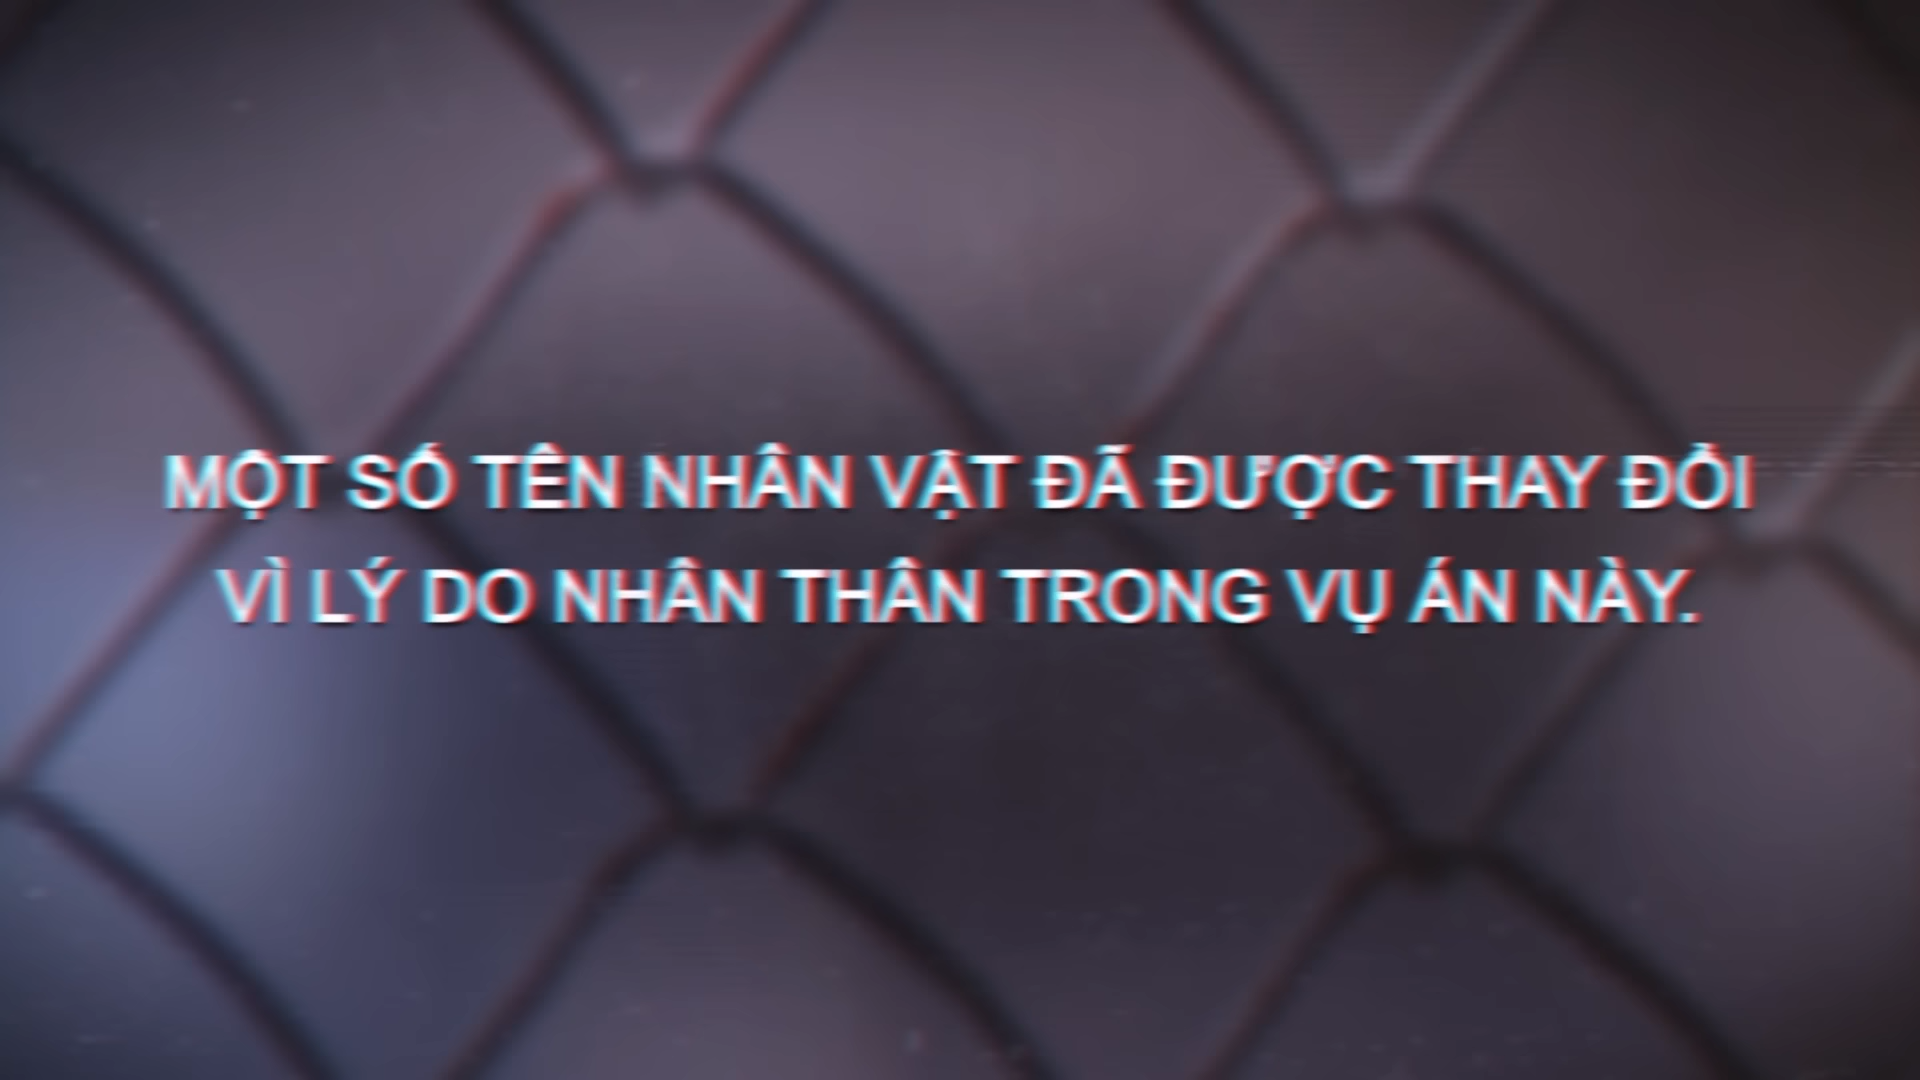 MỘT SỐ TÊN NHÂN VẬT ĐÃ ĐƯỢC THAY ĐỔI
VÌ LÝ DO NHÂN THÂN TRONG VỤ ÁN NÀY.